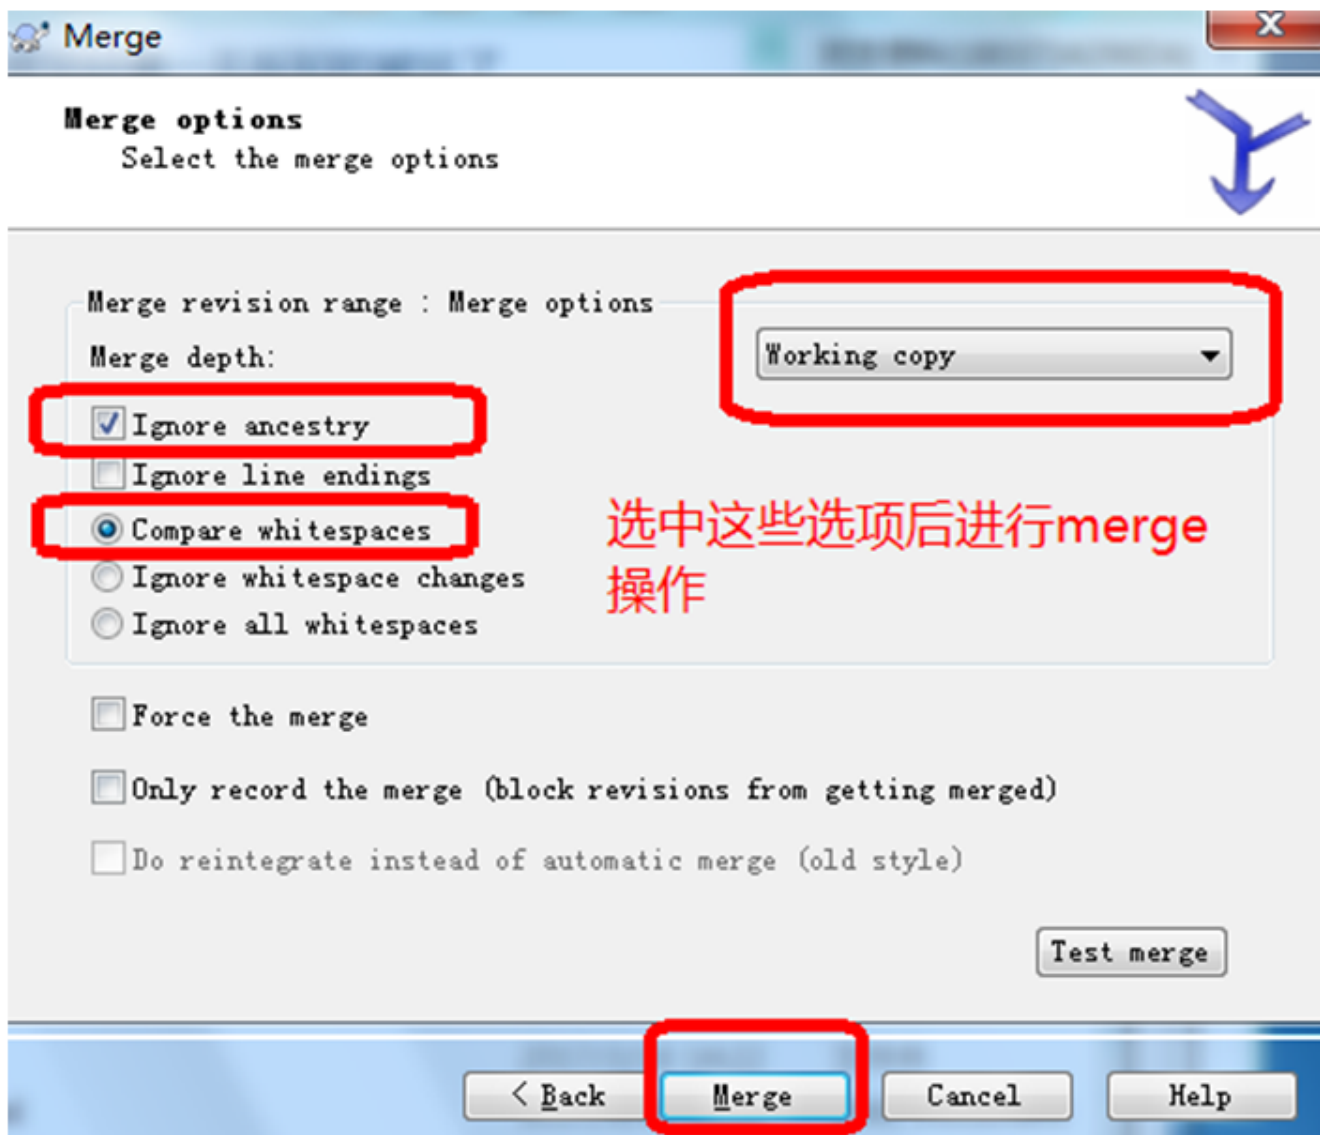 Merge
Merge options
Select the merge options
Merge revision range : Merge options
Merge depth:
Working copy
Ignore ancestry
Ignore line endings
Compare whitespaces
Ignore whitespace changes
Ignore all whitespaces
选中这些选项后进行merge
操作
Force the merge
Only record the merge (block revisions from getting merged)
Do reintegrate instead of automatic merge (old style)
Test merge
< Back
Merge
Cancel
Help